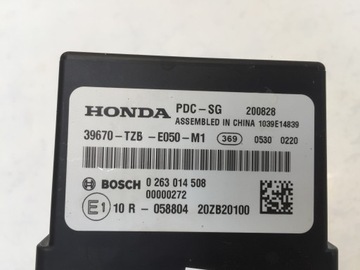 HONDA PDC-SG 200828
ASSEMBLED IN CHINA 1039E14839
39670-TZB -E050-M1 369 0530 0220
BOSCH 0 263 014 508
00000272
E1 10 R - 058804 20ZB20100